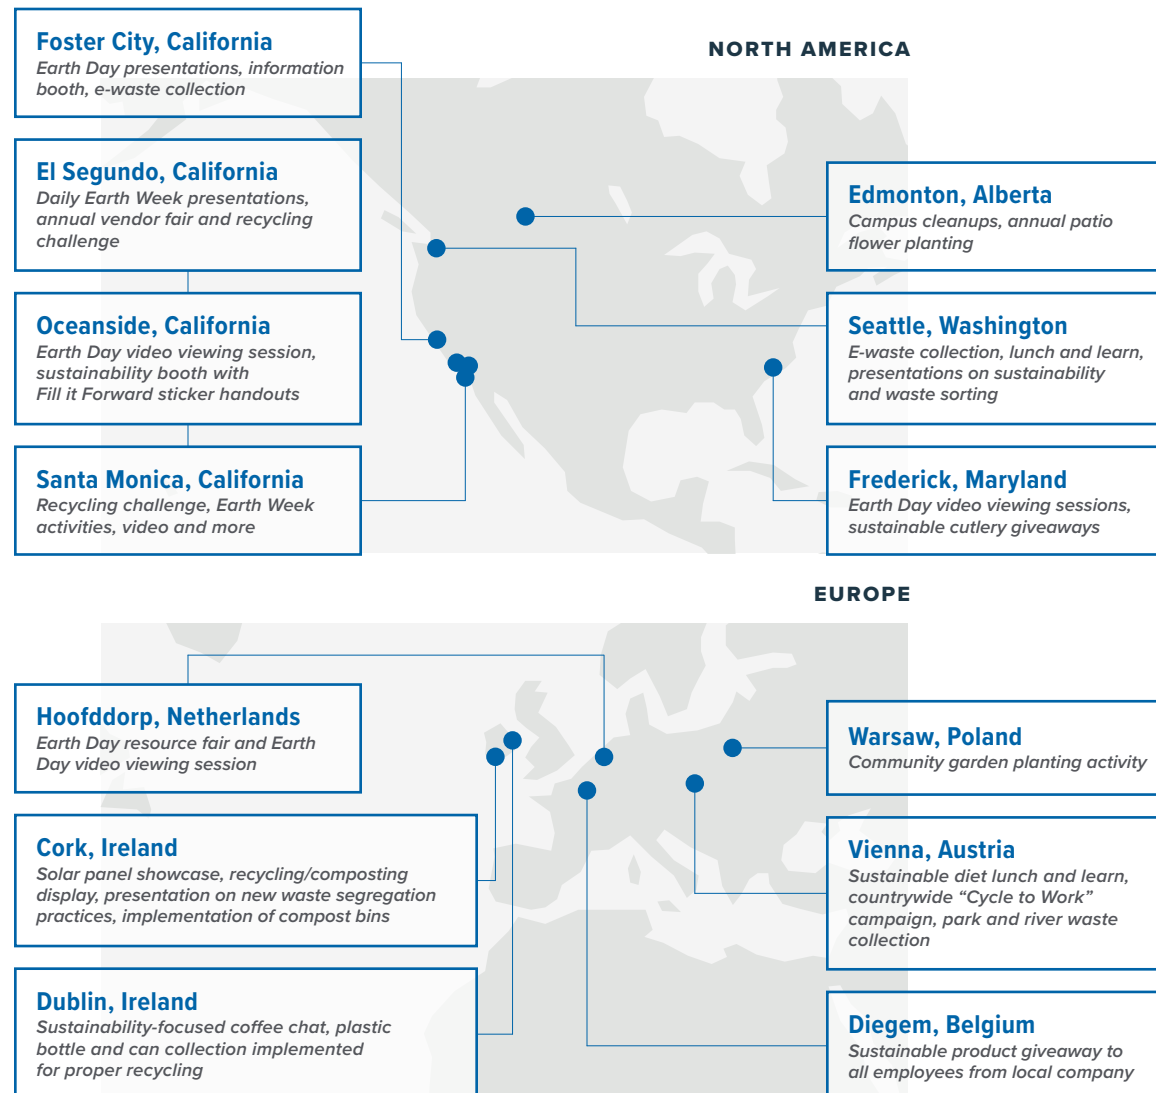 NORTH AMERICA
Foster City, California
Earth Day presentations, information
booth, e-waste collection
El Segundo, California
Daily Earth Week presentations,
annual vendor fair and recycling
challenge
Oceanside, California
Earth Day video viewing session,
sustainability booth with
Fill it Forward sticker handouts
Santa Monica, California
Recycling challenge, Earth Week
activities, video and more
Edmonton, Alberta
Campus cleanups, annual patio
flower planting
Seattle, Washington
E-waste collection, lunch and learn,
presentations on sustainability
and waste sorting
Frederick, Maryland
Earth Day video viewing sessions,
sustainable cutlery giveaways
EUROPE
Hoofddorp, Netherlands
Earth Day resource fair and Earth
Day video viewing session
Cork, Ireland
Solar panel showcase, recycling/composting
display, presentation on new waste segregation
practices, implementation of compost bins
Dublin, Ireland
Sustainability-focused coffee chat, plastic
bottle and can collection implemented
for proper recycling
Warsaw, Poland
Community garden planting activity
Vienna, Austria
Sustainable diet lunch and learn,
countrywide “Cycle to Work”
campaign, park and river waste
collection
Diegem, Belgium
Sustainable product giveaway to
all employees from local company